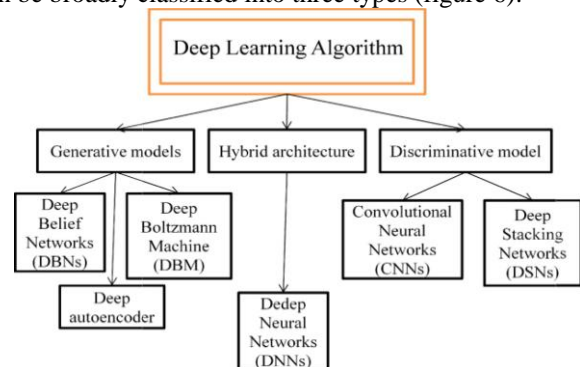 be broadly classified into three types (figure 6).
Deep Learning Algorithm
Generative models
Hybrid architecture
Discriminative model
Deep
Belief
Networks
(DBNs)
Deep
Boltzmann
Machine
(DBM)
Deep
autoencoder
Dedep
Neural
Networks
(DNNs)
Convolutional
Neural
Networks
(CNNs)
Deep
Stacking
Networks
(DSNs)